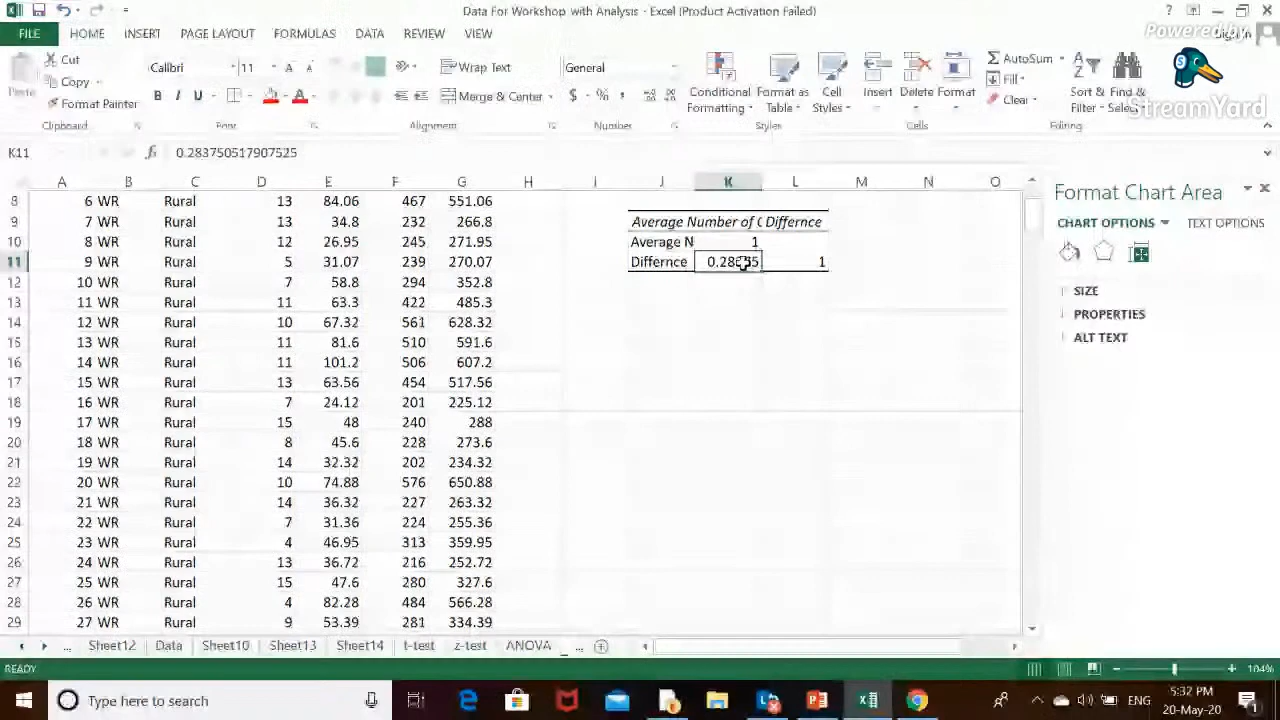 Data For Workshop with Analysis - Excel (Product Activation Failed)
Powered by
StreamYard
FILE HOME INSERT PAGE LAYOUT FORMULAS DATA REVIEW VIEW
Cut
Copy
Format Painter
Paste
Clipboard
Calibri 11
B I U
Font
Wrap Text
Merge & Center
Alignment
General
$ % ,
Number
Conditional Formatting
Format as Table
Cell Styles
Styles
Insert Delete Format
Cells
AutoSum
Fill
Clear
Sort & Filter
Find & Select
Editing
K11 fx 0.283750517907525
A B C D E F G H I J K L M N O
8 6 WR Rural 13 84.06 467 551.06
9 7 WR Rural 13 34.8 232 266.8 Average Number of C Differnce
10 8 WR Rural 12 26.95 245 271.95 Average N 1
11 9 WR Rural 5 31.07 239 270.07 Differnce 1
12 10 WR Rural 7 58.8 294 352.8
13 11 WR Rural 11 63.3 422 485.3
14 12 WR Rural 10 67.32 561 628.32
15 13 WR Rural 11 81.6 510 591.6
16 14 WR Rural 11 101.2 506 607.2
17 15 WR Rural 13 63.56 454 517.56
18 16 WR Rural 7 24.12 201 225.12
19 17 WR Rural 15 48 240 288
20 18 WR Rural 8 45.6 228 273.6
21 19 WR Rural 14 32.32 202 234.32
22 20 WR Rural 10 74.88 576 650.88
23 21 WR Rural 14 36.32 227 263.32
24 22 WR Rural 7 31.36 224 255.36
25 23 WR Rural 4 46.95 313 359.95
26 24 WR Rural 13 36.72 216 252.72
27 25 WR Rural 15 47.6 280 327.6
28 26 WR Rural 4 82.28 484 566.28
29 27 WR Rural 9 53.39 281 334.39
Format Chart Area
CHART OPTIONS TEXT OPTIONS
SIZE
PROPERTIES
ALT TEXT
... Sheet12 Data Sheet10 Sheet13 Sheet14 t-test z-test ANOVA ...
READY 104%
Type here to search
ENG
5:32 PM
20-May-20
1